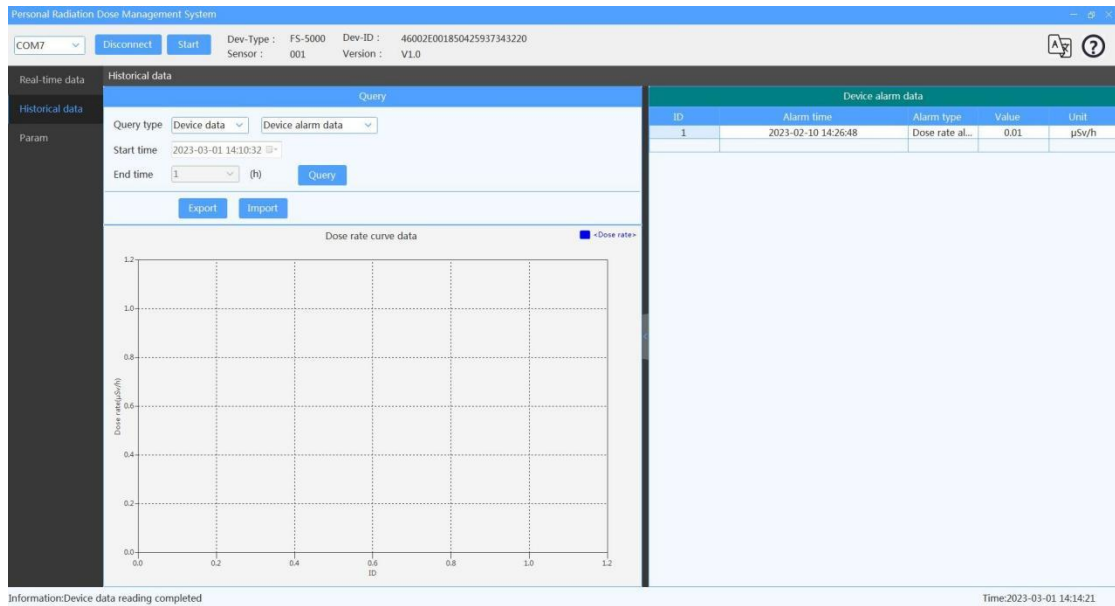 Personal Radiation Dose Management System
COM7 Disconnect Start Dev-Type : FS-5000 Dev-ID : 46002E001850425937343220
Sensor : 001 Version : V1.0
Real-time data
Historical data
Param
Historical data
Query
Query type Device data Device alarm data
Start time 2023-03-01 14:10:32
End time 1 (h) Query
Export Import
Dose rate curve data <Dose rate>
Dose rate(μSv/h)
1.2
1.0
0.8
0.6
0.4
0.2
0.0
0.0 0.2 0.4 0.6 0.8 1.0 1.2
ID
Device alarm data
ID Alarm time Alarm type Value Unit
1 2023-02-10 14:26:48 Dose rate al... 0.01 μSv/h
Information:Device data reading completed Time:2023-03-01 14:14:21